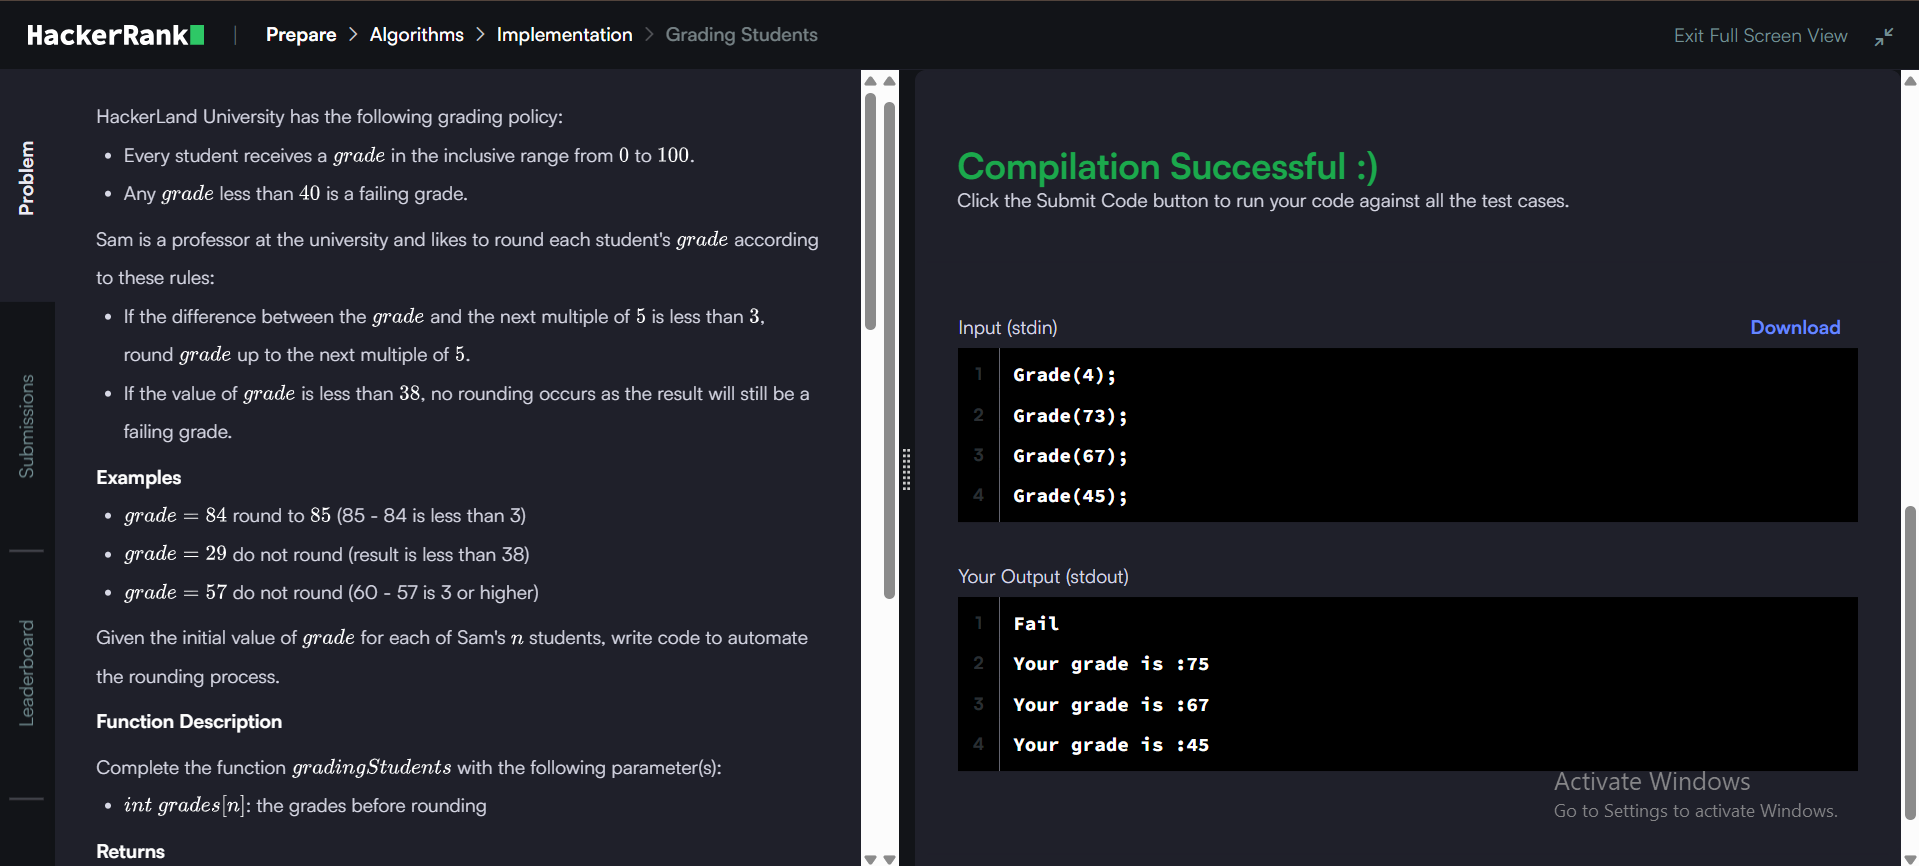 HackerRank | Prepare > Algorithms > Implementation > Grading Students
Exit Full Screen View
Problem
Submissions
Leaderboard
HackerLand University has the following grading policy:
• Every student receives a grade in the inclusive range from 0 to 100.
• Any grade less than 40 is a failing grade.
Sam is a professor at the university and likes to round each student's grade according
to these rules:
• If the difference between the grade and the next multiple of 5 is less than 3,
round grade up to the next multiple of 5.
• If the value of grade is less than 38, no rounding occurs as the result will still be a
failing grade.
Examples
• grade = 84 round to 85 (85 - 84 is less than 3)
• grade = 29 do not round (result is less than 38)
• grade = 57 do not round (60 - 57 is 3 or higher)
Given the initial value of grade for each of Sam's n students, write code to automate
the rounding process.
Function Description
Complete the function gradingStudents with the following parameter(s):
• int grades[n]: the grades before rounding
Returns
Compilation Successful :)
Click the Submit Code button to run your code against all the test cases.
Input (stdin)
Download
1 Grade(4);
2 Grade(73);
3 Grade(67);
4 Grade(45);
Your Output (stdout)
1 Fail
2 Your grade is :75
3 Your grade is :67
4 Your grade is :45
Activate Windows
Go to Settings to activate Windows.